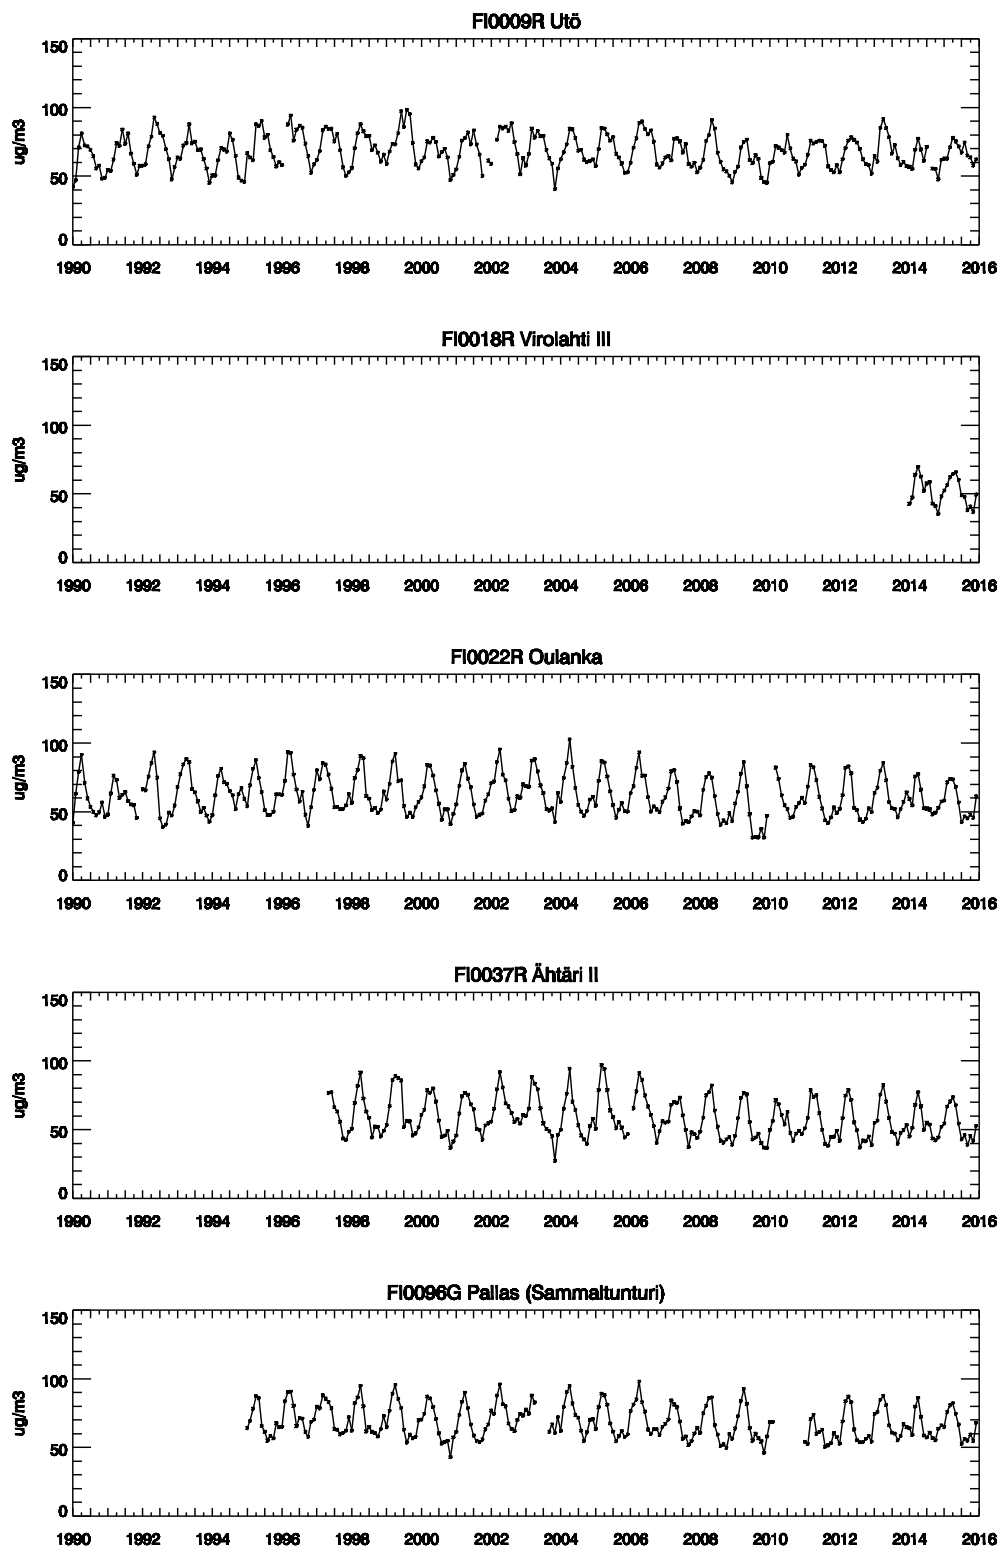 FI0009R Utö
150
100
ug/m3
50
0
1990 1992 1994 1996 1998 2000 2002 2004 2006 2008 2010 2012 2014 2016
FI0018R Virolahti III
150
100
ug/m3
50
0
1990 1992 1994 1996 1998 2000 2002 2004 2006 2008 2010 2012 2014 2016
FI0022R Oulanka
150
100
ug/m3
50
0
1990 1992 1994 1996 1998 2000 2002 2004 2006 2008 2010 2012 2014 2016
FI0037R Ähtäri II
150
100
ug/m3
50
0
1990 1992 1994 1996 1998 2000 2002 2004 2006 2008 2010 2012 2014 2016
FI0096G Pallas (Sammaltunturi)
150
100
ug/m3
50
0
1990 1992 1994 1996 1998 2000 2002 2004 2006 2008 2010 2012 2014 2016